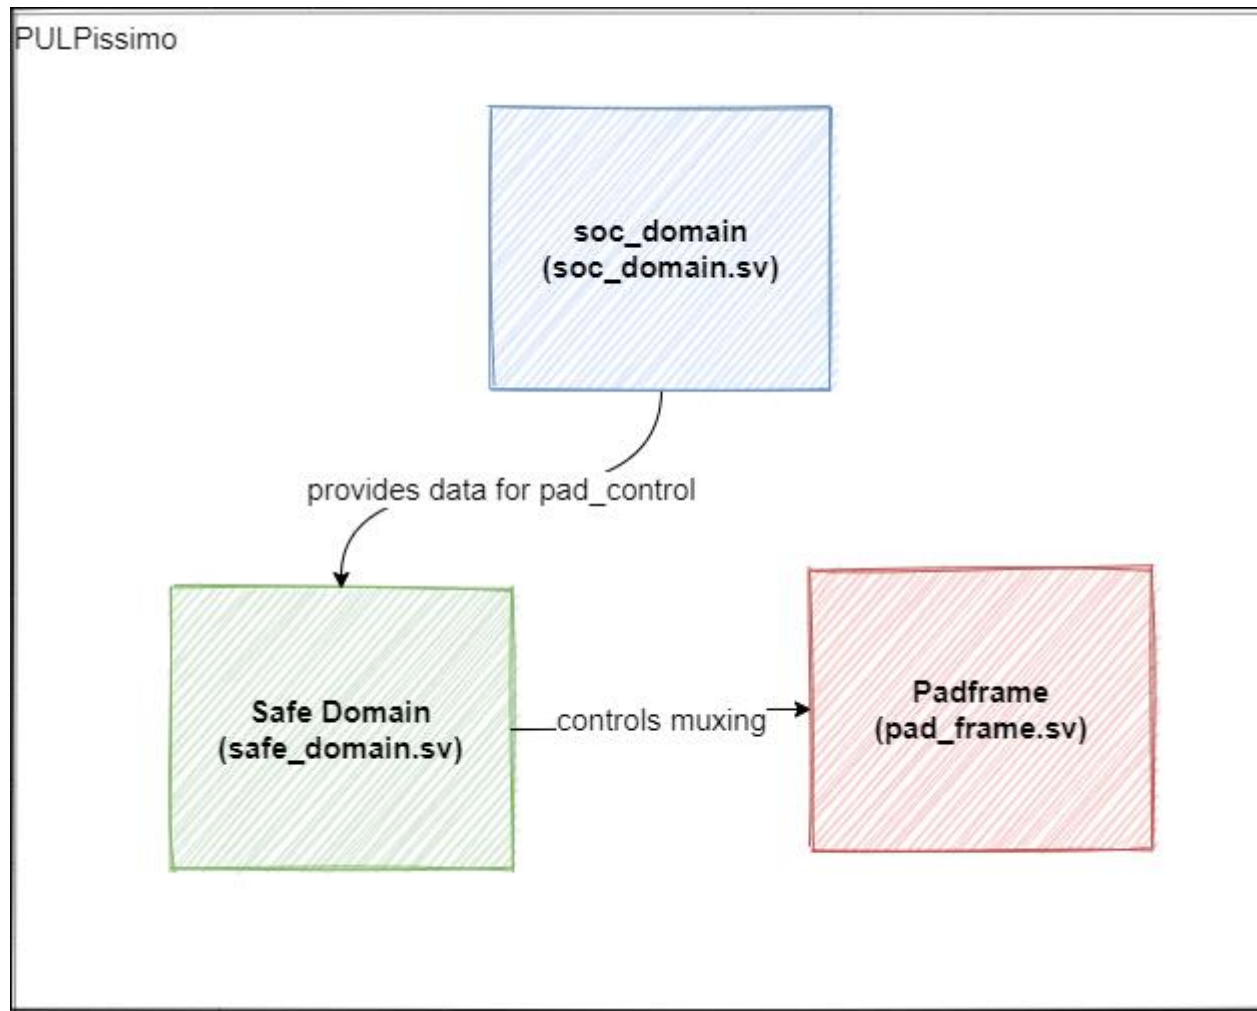 PULPissimo
soc_domain
(soc_domain.sv)
provides data for pad_control
Safe Domain
(safe_domain.sv)
controls muxing
Padframe
(pad_frame.sv)